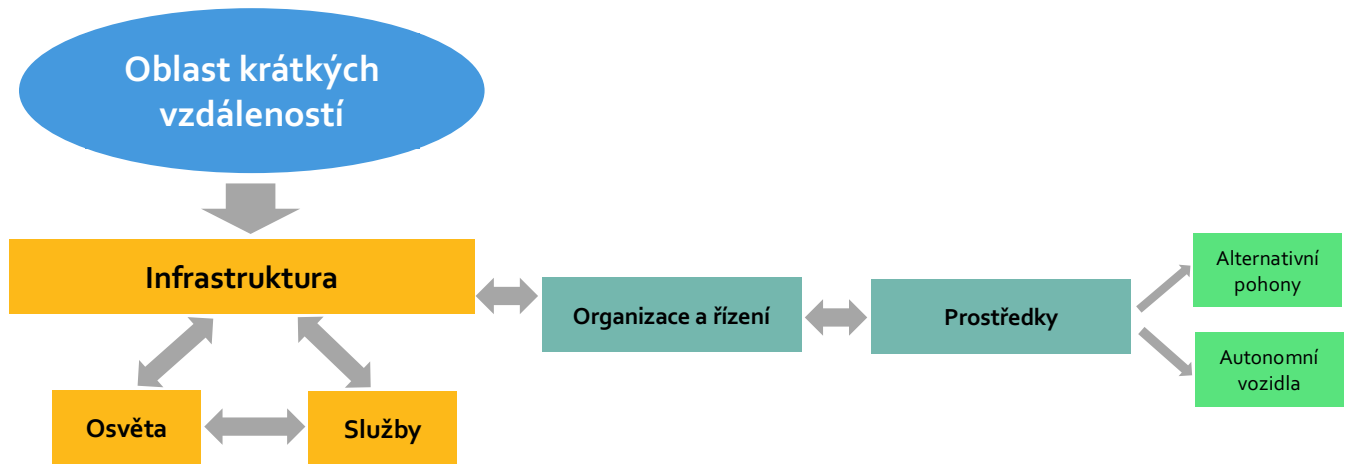 Oblast krátkých
vzdáleností
Infrastruktura
Organizace a řízení
Prostředky
Alternativní
pohony
Autonomní
vozidla
Osvěta
Služby